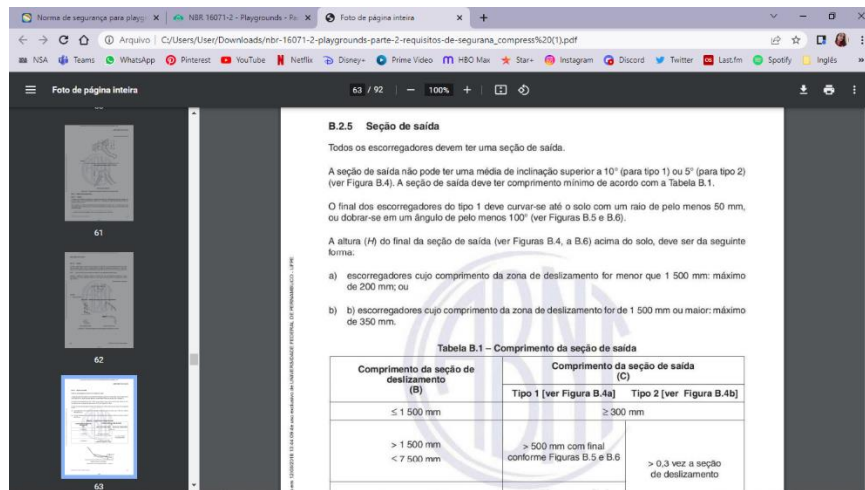 Norma de segurança para playg
NBR 16071-2 - Playgrounds - Pa
Foto de página inteira
Arquivo | C:/Users/User/Downloads/nbr-16071-2-playgrounds-parte-2-requisitos-de-segurana_compress%20(1).pdf
NSA Teams WhatsApp Pinterest YouTube Netflix Disney+ Prime Video HBO Max Star+ Instagram Discord Twitter Last.fm Spotify Inglês »
Foto de página inteira
63 / 92 | − 100% +
61
62
63
B.2.5 Seção de saída
Todos os escorregadores devem ter uma seção de saída.
A seção de saída não pode ter uma média de inclinação superior a 10° (para tipo 1) ou 5° (para tipo 2)
(ver Figura B.4). A seção de saída deve ter comprimento mínimo de acordo com a Tabela B.1.
O final dos escorregadores do tipo 1 deve curvar-se até o solo com um raio de pelo menos 50 mm,
ou dobrar-se em um ângulo de pelo menos 100° (ver Figuras B.5 e B.6).
A altura (H) do final da seção de saída (ver Figuras B.4, a B.6) acima do solo, deve ser da seguinte
forma:
a) escorregadores cujo comprimento da zona de deslizamento for menor que 1 500 mm: máximo
de 200 mm; ou
b) b) escorregadores cujo comprimento da zona de deslizamento for de 1 500 mm ou maior: máximo
de 350 mm.
ABNT
Tabela B.1 – Comprimento da seção de saída
Comprimento da seção de
deslizamento
(B)
Comprimento da seção de saída
(C)
Tipo 1 [ver Figura B.4a] Tipo 2 [ver Figura B.4b]
≤ 1 500 mm
≥ 300 mm
> 1 500 mm
≤ 7 500 mm
> 500 mm com final
conforme Figuras B.5 e B.6
> 0,3 vez a seção
de deslizamento
uso exclusivo de UNIVERSIDADE FEDERAL DE PERNAMBUCO - UFPE